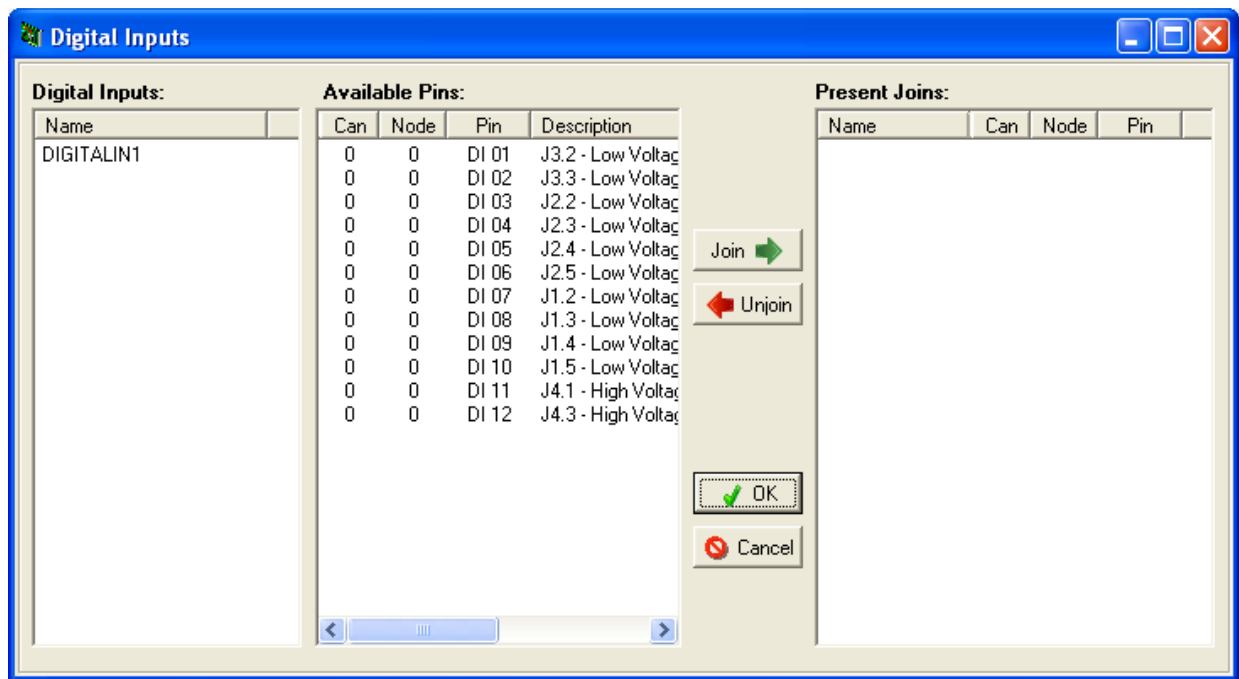 Digital Inputs
Digital Inputs: Available Pins: Present Joins:
Name Can Node Pin Description Name Can Node Pin
DIGITALIN1 0 0 DI 01 J3.2 - Low Voltag
0 0 DI 02 J3.3 - Low Voltag
0 0 DI 03 J2.2 - Low Voltag
0 0 DI 04 J2.3 - Low Voltag
0 0 DI 05 J2.4 - Low Voltag
0 0 DI 06 J2.5 - Low Voltag
0 0 DI 07 J1.2 - Low Voltag
0 0 DI 08 J1.3 - Low Voltag
0 0 DI 09 J1.4 - Low Voltag
0 0 DI 10 J1.5 - Low Voltag
0 0 DI 11 J4.1 - High Voltag
0 0 DI 12 J4.3 - High Voltag
Join
Unjoin
OK
Cancel